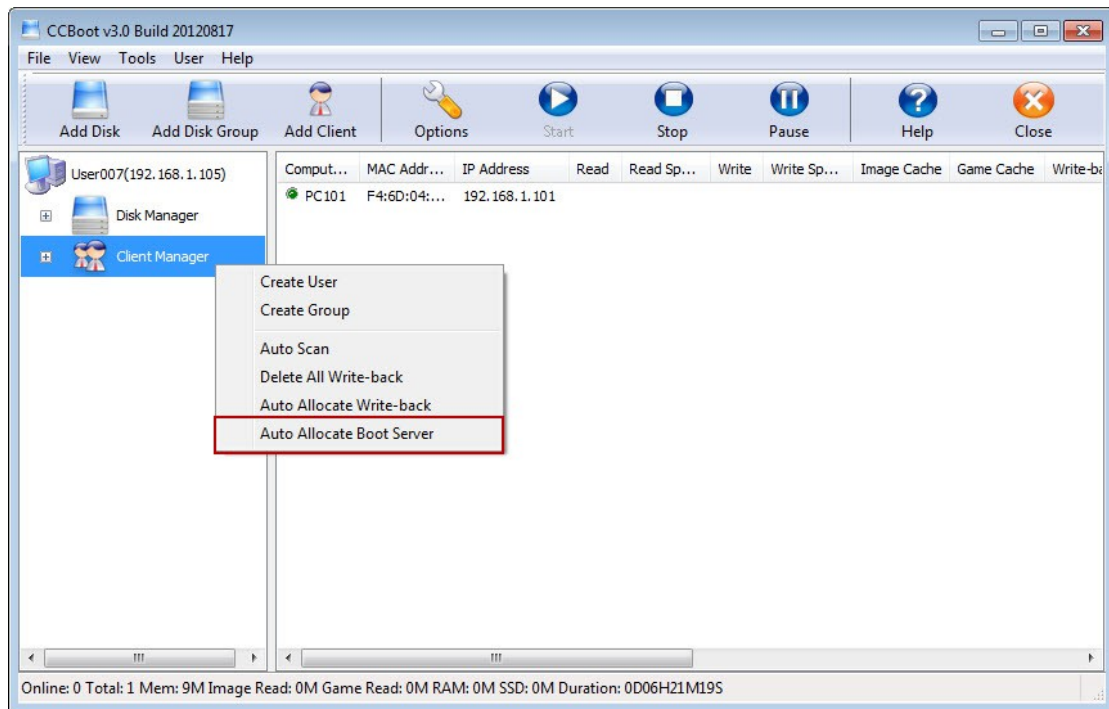 CCBoot v3.0 Build 20120817
File View Tools User Help
Add Disk Add Disk Group Add Client Options Start Stop Pause Help Close
User007(192.168.1.105)
Disk Manager
Client Manager
Comput... MAC Addr... IP Address Read Read Sp... Write Write Sp... Image Cache Game Cache Write-ba
PC101 F4:6D:04:... 192.168.1.101
Create User
Create Group
Auto Scan
Delete All Write-back
Auto Allocate Write-back
Auto Allocate Boot Server
Online: 0 Total: 1 Mem: 9M Image Read: 0M Game Read: 0M RAM: 0M SSD: 0M Duration: 0D06H21M19S